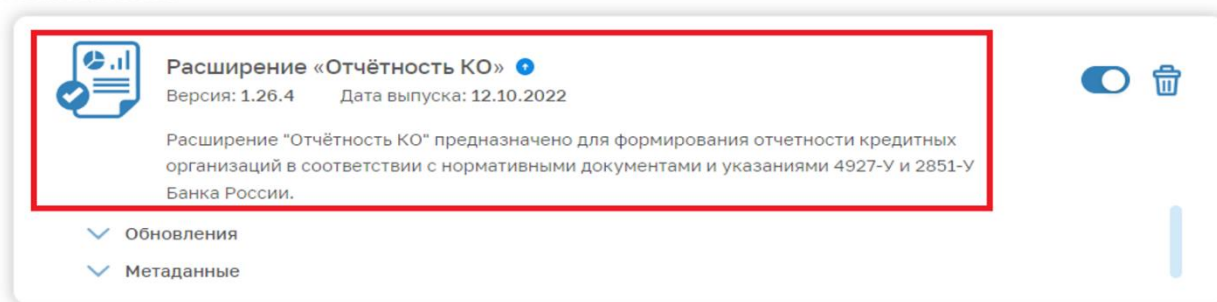 Расширение «Отчётность КО»
Версия: 1.26.4 Дата выпуска: 12.10.2022
Расширение "Отчётность КО" предназначено для формирования отчетности кредитных
организаций в соответствии с нормативными документами и указаниями 4927-У и 2851-У
Банка России.
Обновления
Метаданные